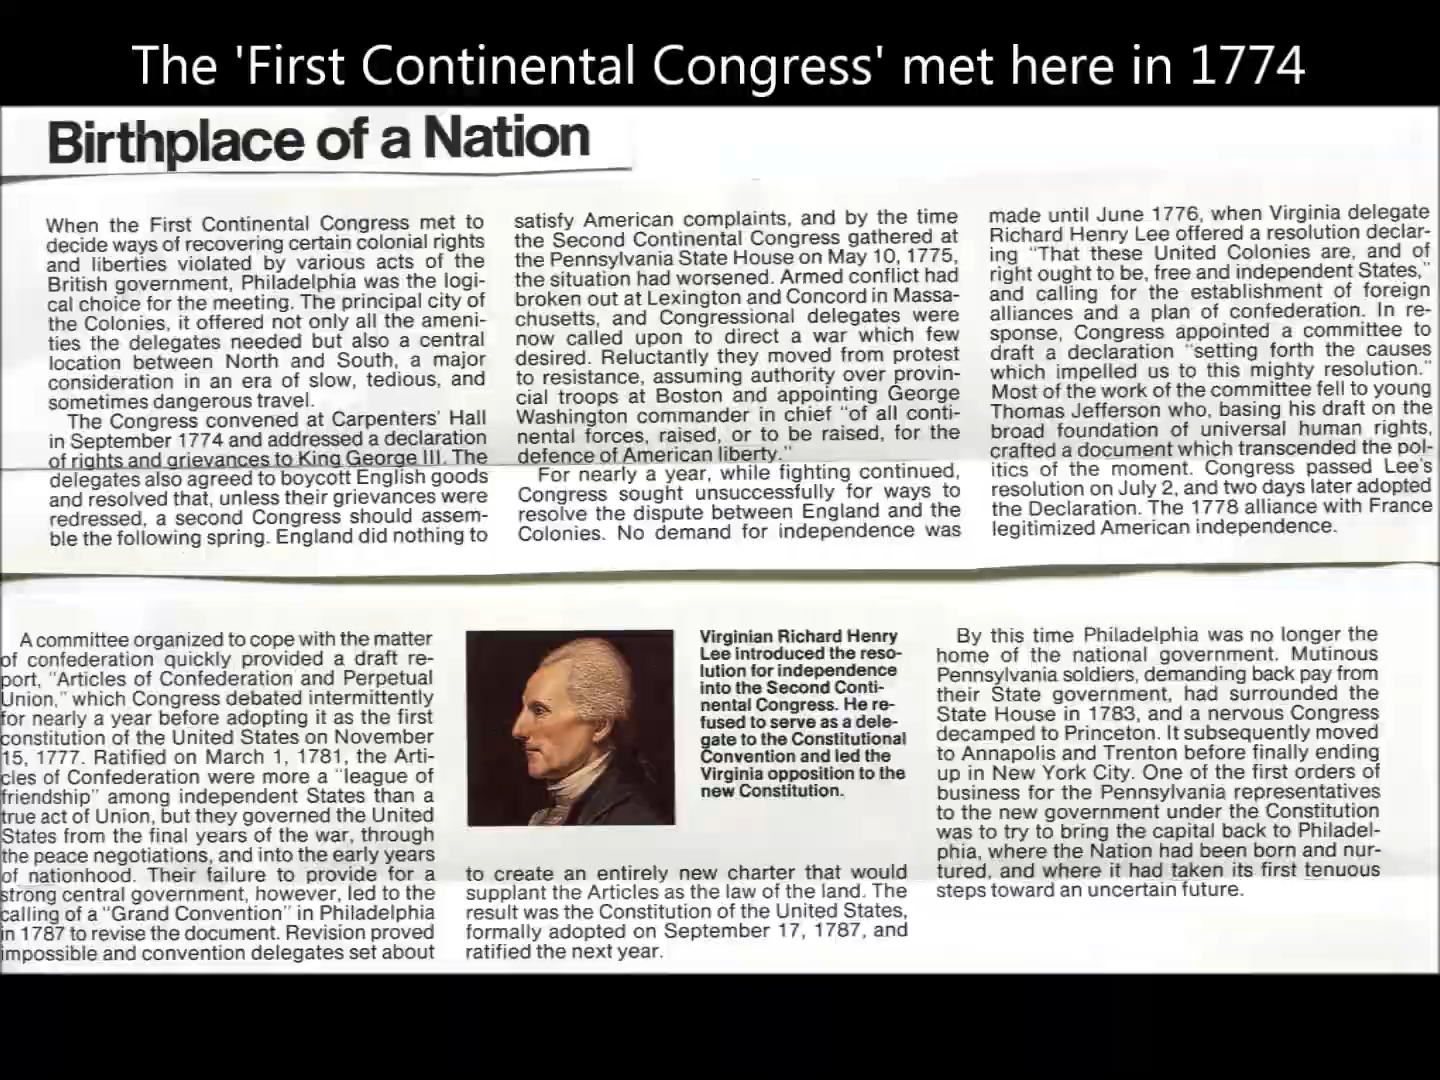 The 'First Continental Congress' met here in 1774
Birthplace of a Nation
When the First Continental Congress met to
decide ways of recovering certain colonial rights
and liberties violated by various acts of the
British government, Philadelphia was the logi-
cal choice for the meeting. The principal city of
the Colonies, it offered not only all the ameni-
ties the delegates needed but also a central
location between North and South, a major
consideration in an era of slow, tedious, and
sometimes dangerous travel.
The Congress convened at Carpenters' Hall
in September 1774 and addressed a declaration
of rights and grievances to King George III. The
delegates also agreed to boycott English goods
and resolved that, unless their grievances were
redressed, a second Congress should assem-
ble the following spring. England did nothing to
satisfy American complaints, and by the time
the Second Continental Congress gathered at
the Pennsylvania State House on May 10, 1775,
the situation had worsened. Armed conflict had
broken out at Lexington and Concord in Massa-
chusetts, and Congressional delegates were
now called upon to direct a war which few
desired. Reluctantly they moved from protest
to resistance, assuming authority over provin-
cial troops at Boston and appointing George
Washington commander in chief "of all conti-
nental forces, raised, or to be raised, for the
defence of American liberty."
For nearly a year, while fighting continued,
Congress sought unsuccessfully for ways to
resolve the dispute between England and the
Colonies. No demand for independence was
made until June 1776, when Virginia delegate
Richard Henry Lee offered a resolution declar-
ing "That these United Colonies are, and of
right ought to be, free and independent States,"
and calling for the establishment of foreign
alliances and a plan of confederation. In re-
sponse, Congress appointed a committee to
draft a declaration "setting forth the causes
which impelled us to this mighty resolution."
Most of the work of the committee fell to young
Thomas Jefferson who, basing his draft on the
broad foundation of universal human rights,
crafted a document which transcended the pol-
itics of the moment. Congress passed Lee's
resolution on July 2, and two days later adopted
the Declaration. The 1778 alliance with France
legitimized American independence.
A committee organized to cope with the matter
of confederation quickly provided a draft re-
port, "Articles of Confederation and Perpetual
Union," which Congress debated intermittently
for nearly a year before adopting it as the first
constitution of the United States on November
15, 1777. Ratified on March 1, 1781, the Arti-
cles of Confederation were more a "league of
friendship" among independent States than a
true act of Union, but they governed the United
States from the final years of the war, through
the peace negotiations, and into the early years
of nationhood. Their failure to provide for a
strong central government, however, led to the
calling of a "Grand Convention" in Philadelphia
in 1787 to revise the document. Revision proved
impossible and convention delegates set about
Virginian Richard Henry
Lee introduced the reso-
lution for independence
into the Second Conti-
nental Congress. He re-
fused to serve as a dele-
gate to the Constitutional
Convention and led the
Virginia opposition to the
new Constitution.
to create an entirely new charter that would
supplant the Articles as the law of the land. The
result was the Constitution of the United States,
formally adopted on September 17, 1787, and
ratified the next year.
By this time Philadelphia was no longer the
home of the national government. Mutinous
Pennsylvania soldiers, demanding back pay from
their State government, had surrounded the
State House in 1783, and a nervous Congress
decamped to Princeton. It subsequently moved
to Annapolis and Trenton before finally ending
up in New York City. One of the first orders of
business for the Pennsylvania representatives
to the new government under the Constitution
was to try to bring the capital back to Philadel-
phia, where the Nation had been born and nur-
tured, and where it had taken its first tenuous
steps toward an uncertain future.